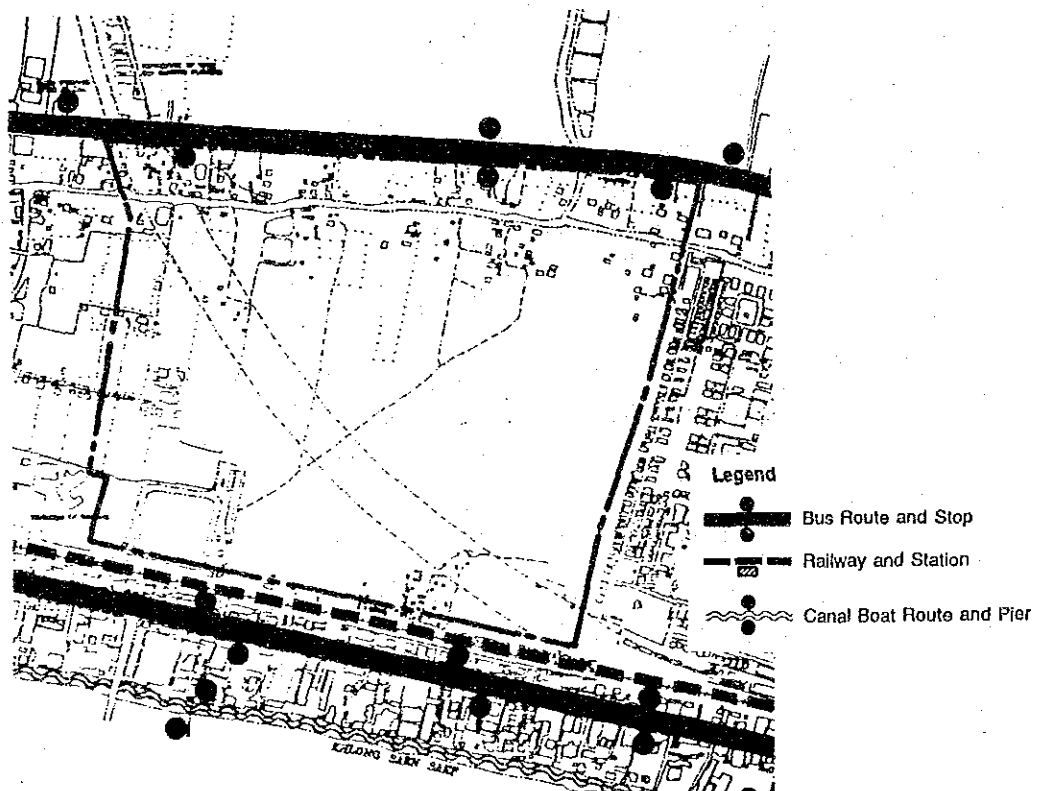 Legend
Bus Route and Stop
Railway and Station
Canal Boat Route and Pier
KHLONG SAEN SAEP